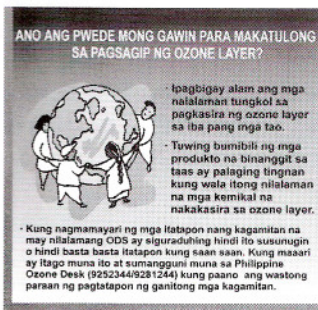 ANO ANG PWEDE MONG GAWIN PARA MAKATULONG
SA PAGSAGIP NG OZONE LAYER?
· Ipagbigay alam ang mga
nalalaman tungkol sa
pagkasira ng ozone layer
sa iba pang mga tao.
· Tuwing bumibili ng mga
produkto na binanggit sa
taas ay palaging tingnan
kung wala itong nilalaman
na mga kemikal na
nakakasira sa ozone layer.
· Kung nagmamayari ng mga itatapon nang kagamitan na
may nilalamang ODS ay siguraduhing hindi ito susunugin
o hindi basta basta itatapon kung saan saan. Kung maaari
ay itago muna ito at sumangguni muna sa Philippine
Ozone Desk (9252344/9281244) kung paano ang wastong
paraan ng pagtatapon ng ganitong mga kagamitan.